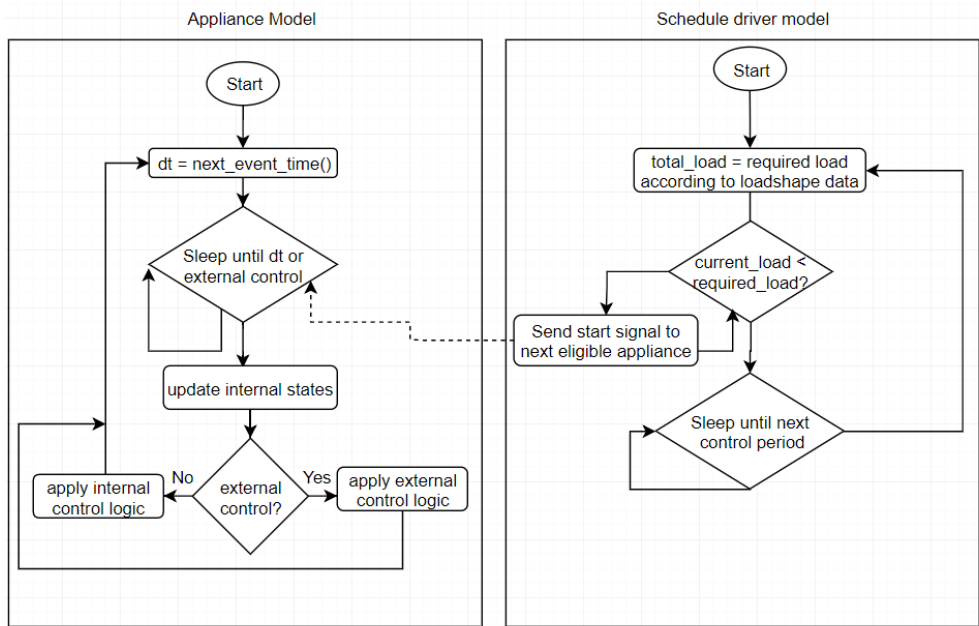 Appliance Model
Start
dt = next_event_time()
Sleep until dt or
external control
update internal states
external
control?
No
Yes
apply internal
control logic
apply external
control logic
Schedule driver model
Start
total_load = required load
according to loadshape data
current_load <
required_load?
Send start signal to
next eligible appliance
Sleep until next
control period